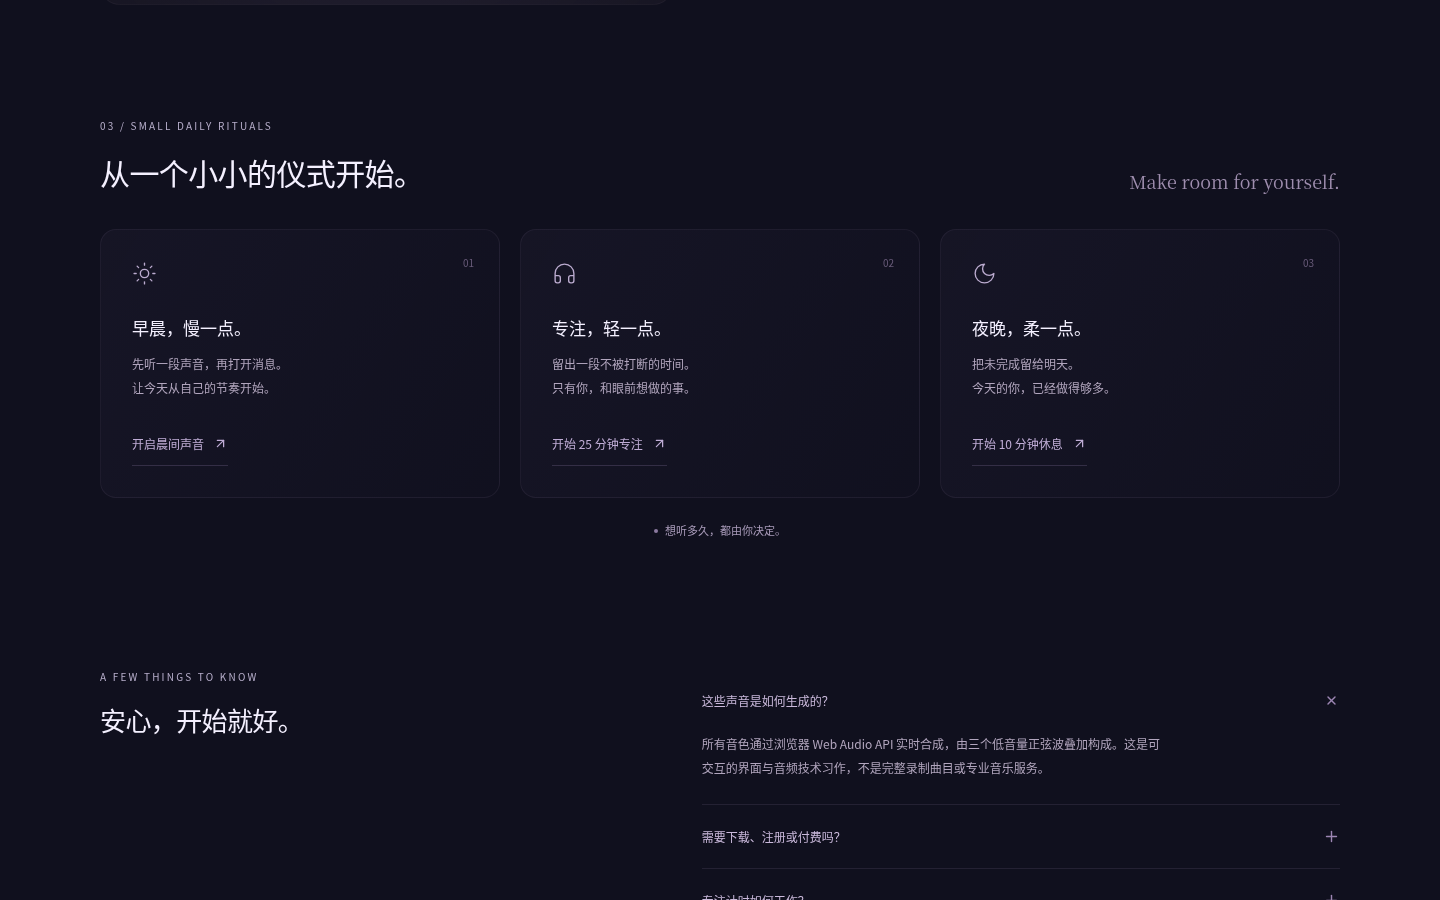 03 / SMALL DAILY RITUALS
从一个小小的仪式开始。
Make room for yourself.
01
早晨，慢一点。
先听一段声音，再打开消息。
让今天从自己的节奏开始。
开启晨间声音
02
专注，轻一点。
留出一段不被打断的时间。
只有你，和眼前想做的事。
开始 25 分钟专注
03
夜晚，柔一点。
把未完成留给明天。
今天的你，已经做得够多。
开始 10 分钟休息
想听多久，都由你决定。
A FEW THINGS TO KNOW
安心，开始就好。
这些声音是如何生成的？
所有音色通过浏览器 Web Audio API 实时合成，由三个低音量正弦波叠加构成。这是可
交互的界面与音频技术习作，不是完整录制曲目或专业音乐服务。
需要下载、注册或付费吗？
专注计时如何工作？